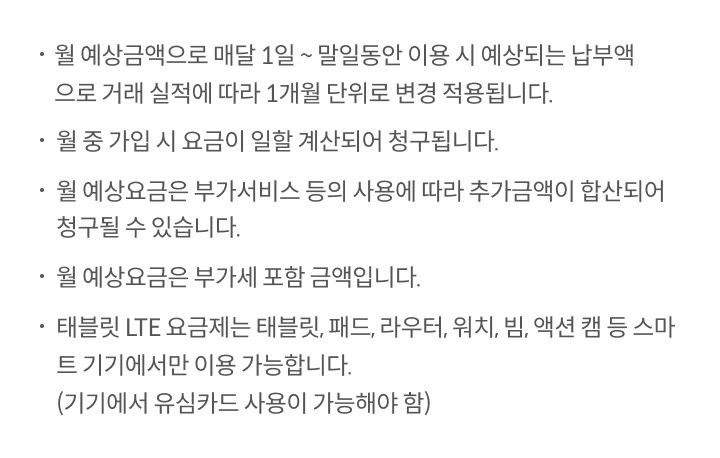 · 월 예상금액으로 매달 1일 ~ 말일동안 이용 시 예상되는 납부액
으로 거래 실적에 따라 1개월 단위로 변경 적용됩니다.
· 월 중 가입 시 요금이 일할 계산되어 청구됩니다.
· 월 예상요금은 부가서비스 등의 사용에 따라 추가금액이 합산되어
청구될 수 있습니다.
· 월 예상요금은 부가세 포함 금액입니다.
· 태블릿 LTE 요금제는 태블릿, 패드, 라우터, 워치, 빔, 액션 캠 등 스마
트 기기에서만 이용 가능합니다.
(기기에서 유심카드 사용이 가능해야 함)